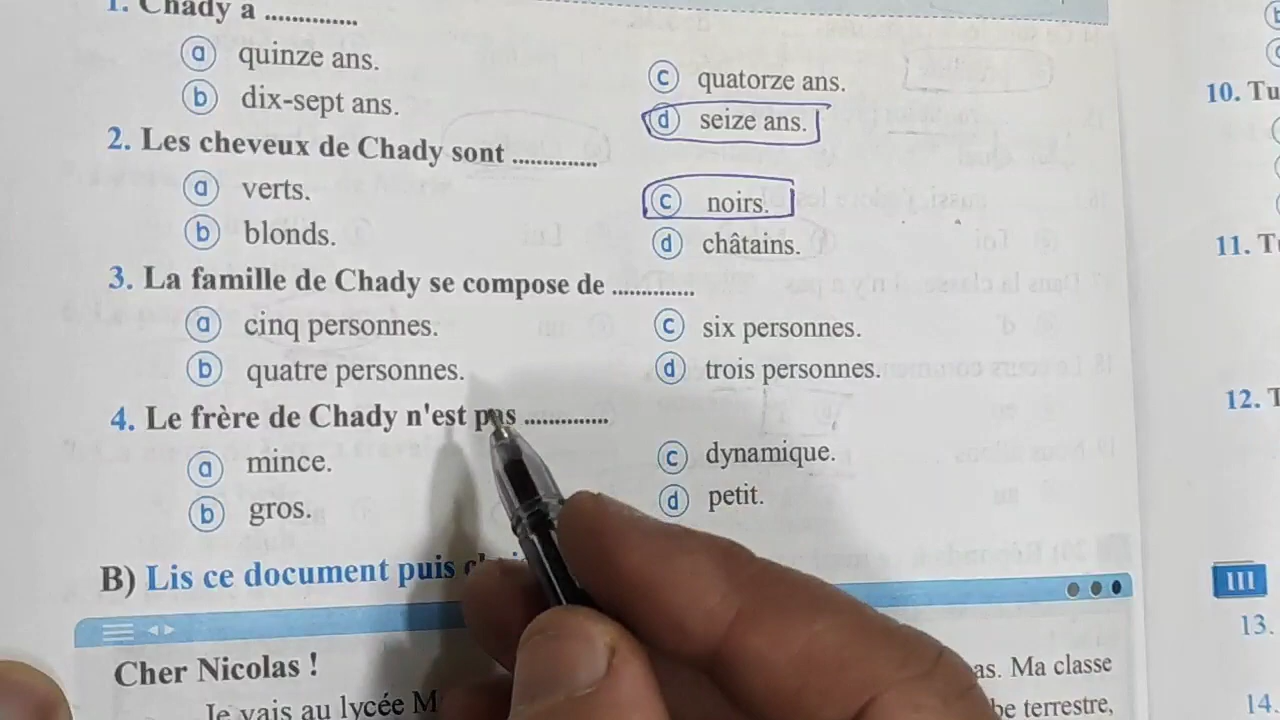 1. Chady a ..............
a quinze ans.
b dix-sept ans.
c quatorze ans.
d seize ans.
2. Les cheveux de Chady sont .............
a verts.
b blonds.
c noirs.
d châtains.
3. La famille de Chady se compose de .............
a cinq personnes.
b quatre personnes.
c six personnes.
d trois personnes.
4. Le frère de Chady n'est pas .............
a mince.
b gros.
c dynamique.
d petit.
B) Lis ce document puis
Cher Nicolas !
Je vais au lycée M
as. Ma classe
be terrestre,
10. Tu
11. T
12. T
III
13.
14.